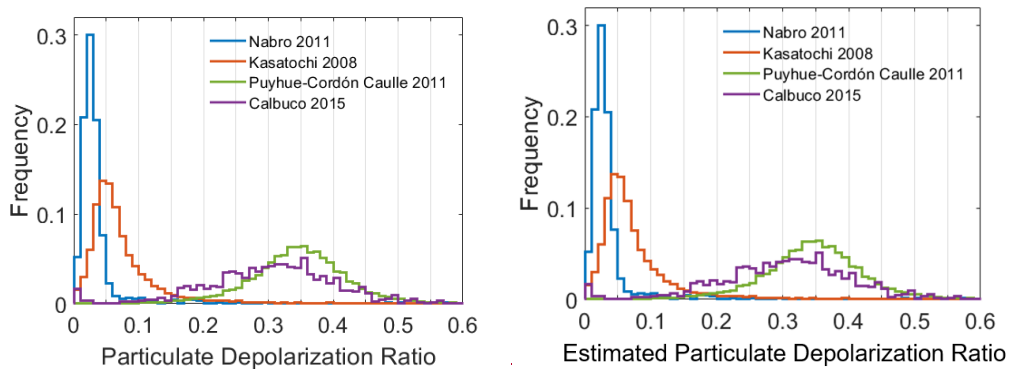 0.3
0.2
0.1
0
Frequency
Nabro 2011
Kasatochi 2008
Puyhue-Cordón Caulle 2011
Calbuco 2015
0 0.1 0.2 0.3 0.4 0.5 0.6
Particulate Depolarization Ratio
0.3
0.2
0.1
0
Frequency
Nabro 2011
Kasatochi 2008
Puyhue-Cordón Caulle 2011
Calbuco 2015
0 0.1 0.2 0.3 0.4 0.5 0.6
Estimated Particulate Depolarization Ratio